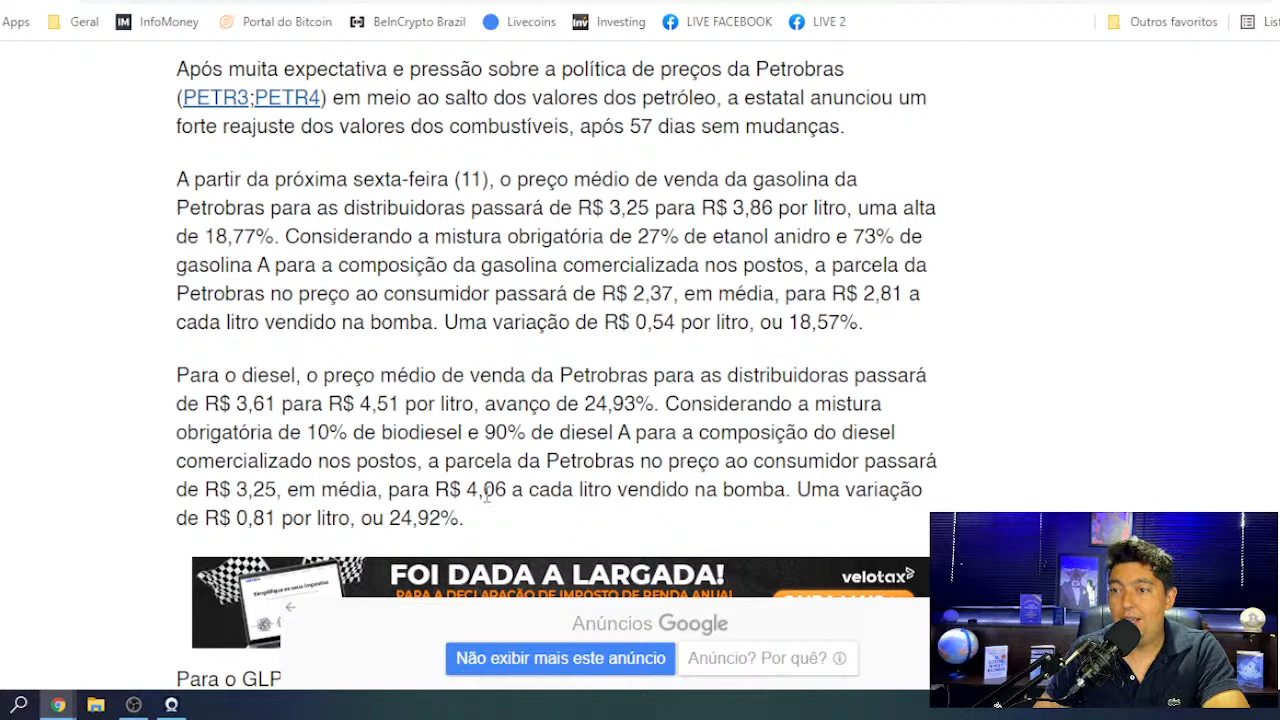 Apps Geral InfoMoney Portal do Bitcoin BeInCrypto Brazil Livecoins Investing LIVE FACEBOOK LIVE 2 Outros favoritos
Após muita expectativa e pressão sobre a política de preços da Petrobras
(PETR3;PETR4) em meio ao salto dos valores dos petróleo, a estatal anunciou um
forte reajuste dos valores dos combustíveis, após 57 dias sem mudanças.
A partir da próxima sexta-feira (11), o preço médio de venda da gasolina da
Petrobras para as distribuidoras passará de R$ 3,25 para R$ 3,86 por litro, uma alta
de 18,77%. Considerando a mistura obrigatória de 27% de etanol anidro e 73% de
gasolina A para a composição da gasolina comercializada nos postos, a parcela da
Petrobras no preço ao consumidor passará de R$ 2,37, em média, para R$ 2,81 a
cada litro vendido na bomba. Uma variação de R$ 0,54 por litro, ou 18,57%.
Para o diesel, o preço médio de venda da Petrobras para as distribuidoras passará
de R$ 3,61 para R$ 4,51 por litro, avanço de 24,93%. Considerando a mistura
obrigatória de 10% de biodiesel e 90% de diesel A para a composição do diesel
comercializado nos postos, a parcela da Petrobras no preço ao consumidor passará
de R$ 3,25, em média, para R$ 4,06 a cada litro vendido na bomba. Uma variação
de R$ 0,81 por litro, ou 24,92%.
FOI DADA A LARGADA!
velotax
PARA A DECLARAÇÃO DE IMPOSTO DE RENDA ANUAL
Simplifique os seus impostos
Anúncios Google
Não exibir mais este anúncio Anúncio? Por quê?
Para o GLP